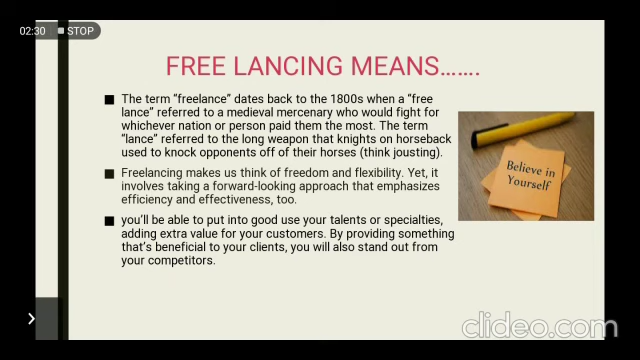 02:30 STOP
FREE LANCING MEANS…….
The term “freelance” dates back to the 1800s when a “free
lance” referred to a medieval mercenary who would fight for
whichever nation or person paid them the most. The term
“lance” referred to the long weapon that knights on horseback
used to knock opponents off of their horses (think jousting).
Freelancing makes us think of freedom and flexibility. Yet, it
involves taking a forward-looking approach that emphasizes
efficiency and effectiveness, too.
you’ll be able to put into good use your talents or specialties,
adding extra value for your customers. By providing something
that’s beneficial to your clients, you will also stand out from
your competitors.
Believe in
Yourself
clideo.com